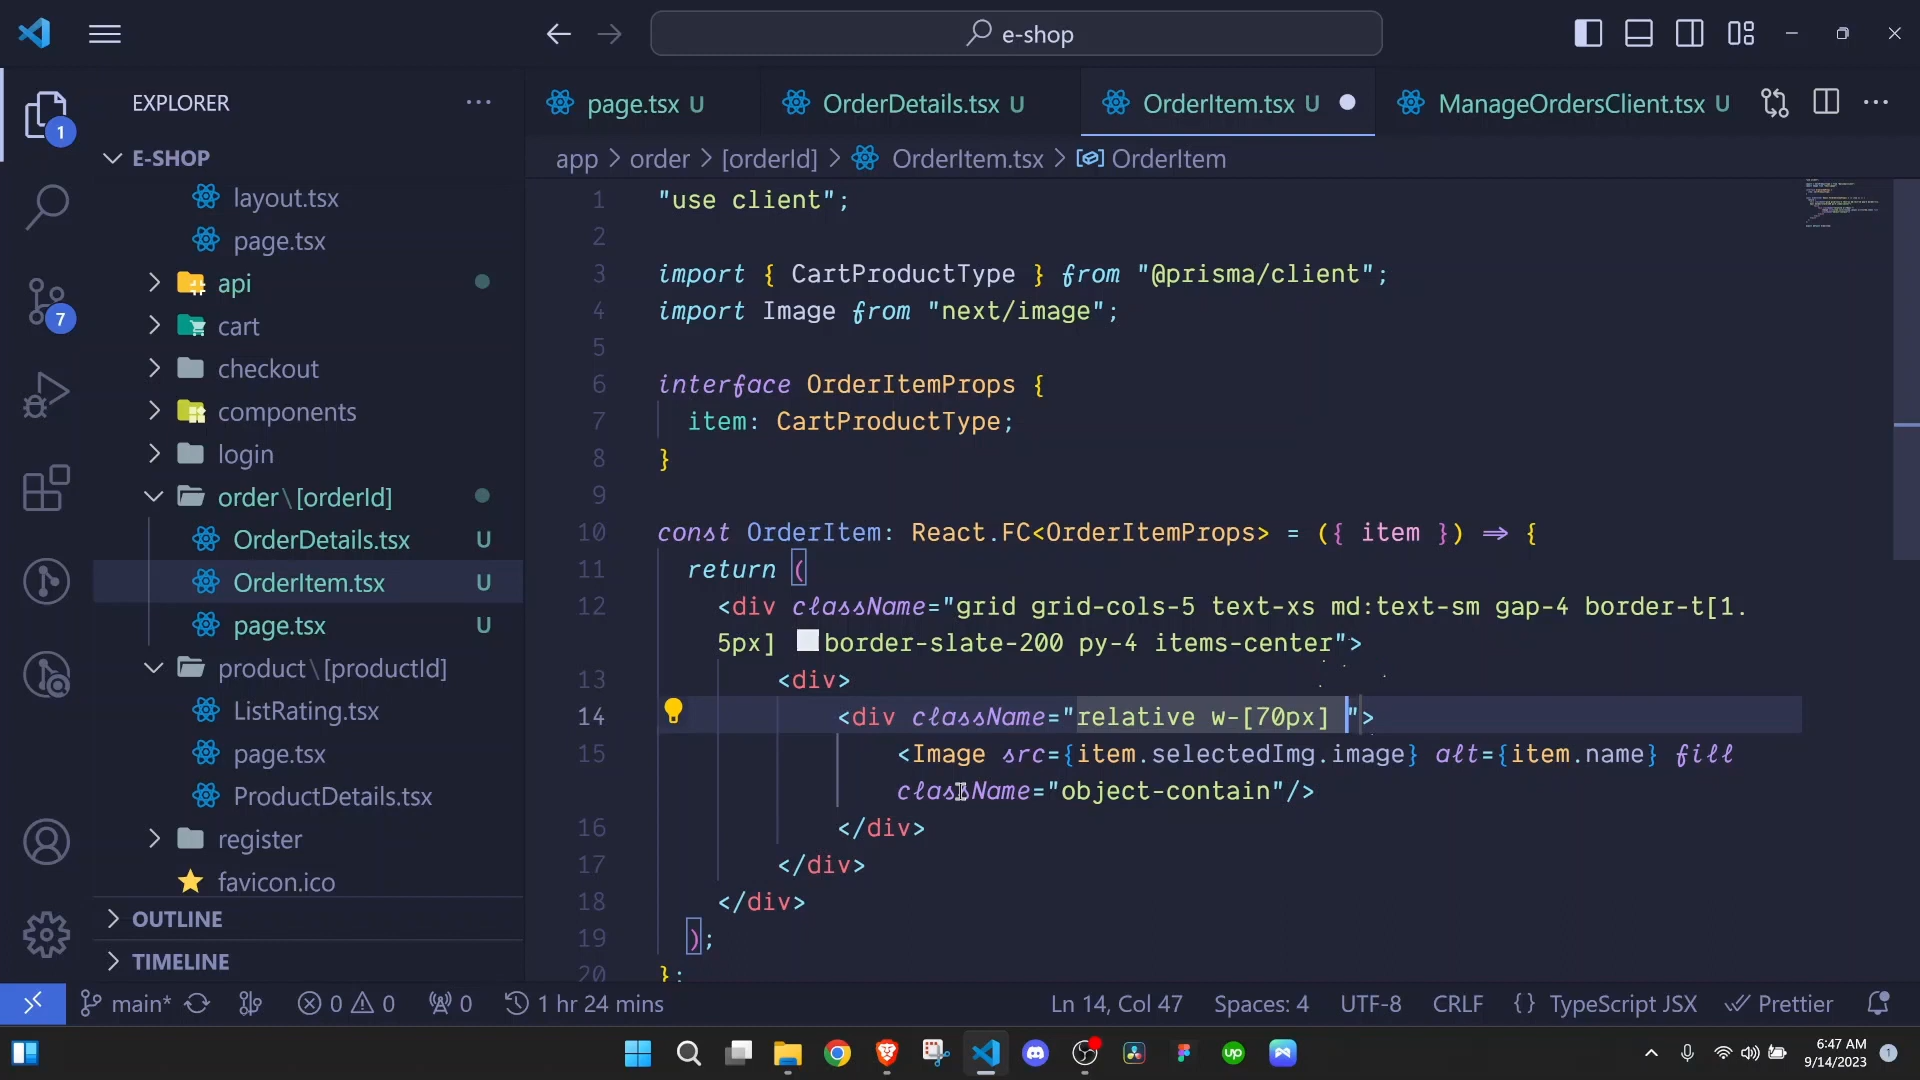 e-shop
EXPLORER
page.tsx U
OrderDetails.tsx U
OrderItem.tsx U
ManageOrdersClient.tsx U
1
app > order > [orderId] > OrderItem.tsx > OrderItem
E-SHOP
layout.tsx
page.tsx
api
cart
checkout
components
login
order\[orderId]
OrderDetails.tsx U
OrderItem.tsx U
page.tsx U
product\[productId]
ListRating.tsx
page.tsx
ProductDetails.tsx
register
favicon.ico
OUTLINE
TIMELINE
7
1 "use client";
2
3 import { CartProductType } from "@prisma/client";
4 import Image from "next/image";
5
6 interface OrderItemProps {
7 item: CartProductType;
8 }
9
10 const OrderItem: React.FC<OrderItemProps> = ({ item }) => {
11 return (
12 <div className="grid grid-cols-5 text-xs md:text-sm gap-4 border-t[1.
5px] border-slate-200 py-4 items-center">
13 <div>
14 <div className="relative w-[70px] ">
15 <Image src={item.selectedImg.image} alt={item.name} fill
className="object-contain"/>
16 </div>
17 </div>
18 </div>
19 );
20 };
main* 0 0 0 1 hr 24 mins
Ln 14, Col 47 Spaces: 4 UTF-8 CRLF {} TypeScript JSX Prettier
up
6:47 AM
9/14/2023
1